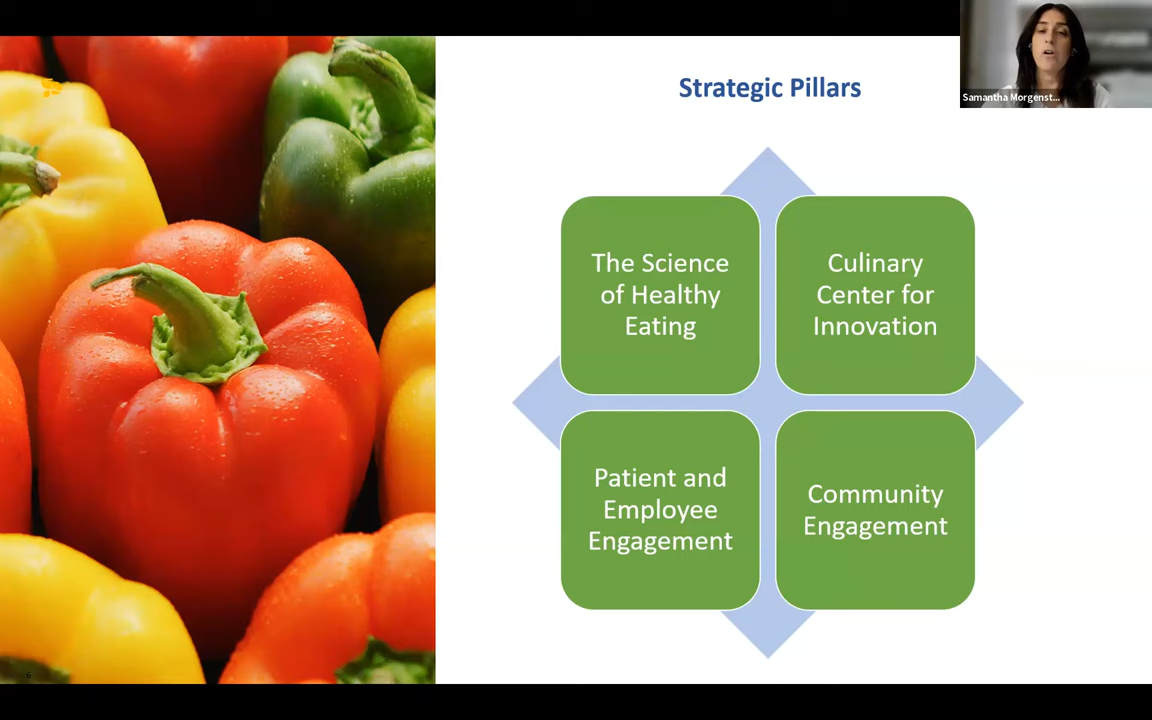 Strategic Pillars
Samantha Morgenst...
The Science
of Healthy
Eating
Culinary
Center for
Innovation
Patient and
Employee
Engagement
Community
Engagement
6